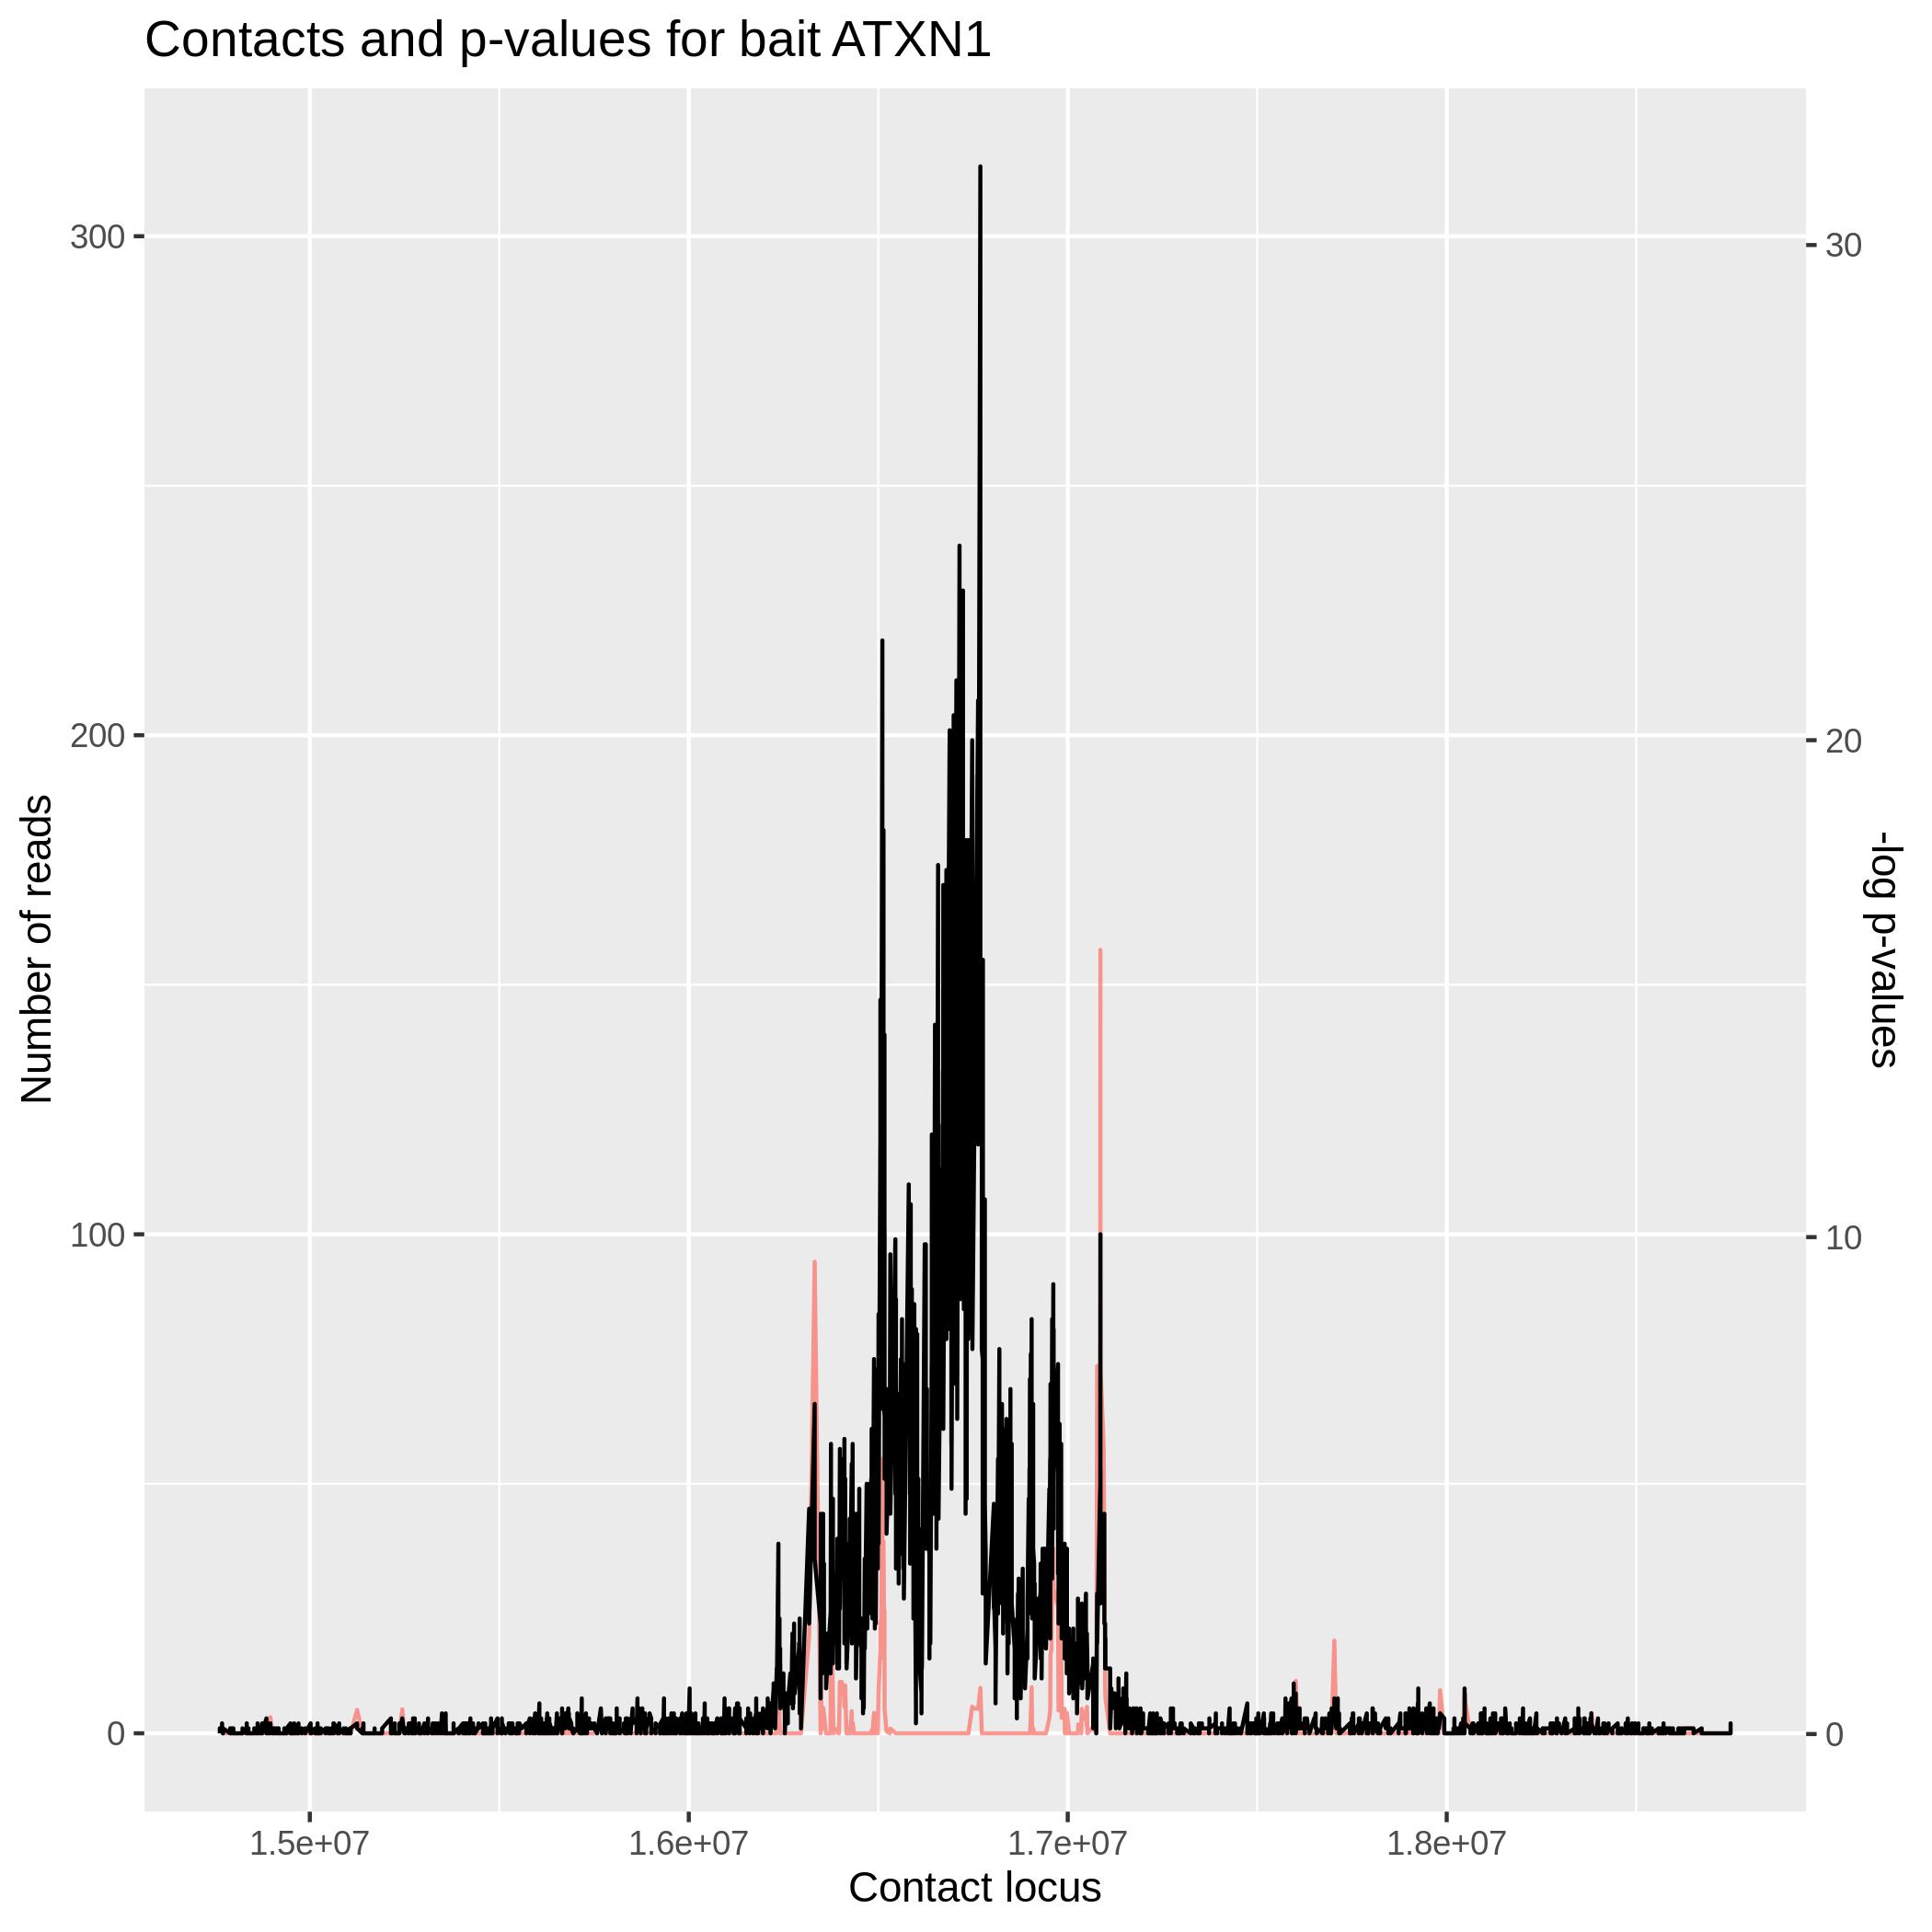 Contacts and p-values for bait ATXN1
300
200
100
0
Number of reads
30
20
10
0
-log p-values
1.5e+07 1.6e+07 1.7e+07 1.8e+07
Contact locus